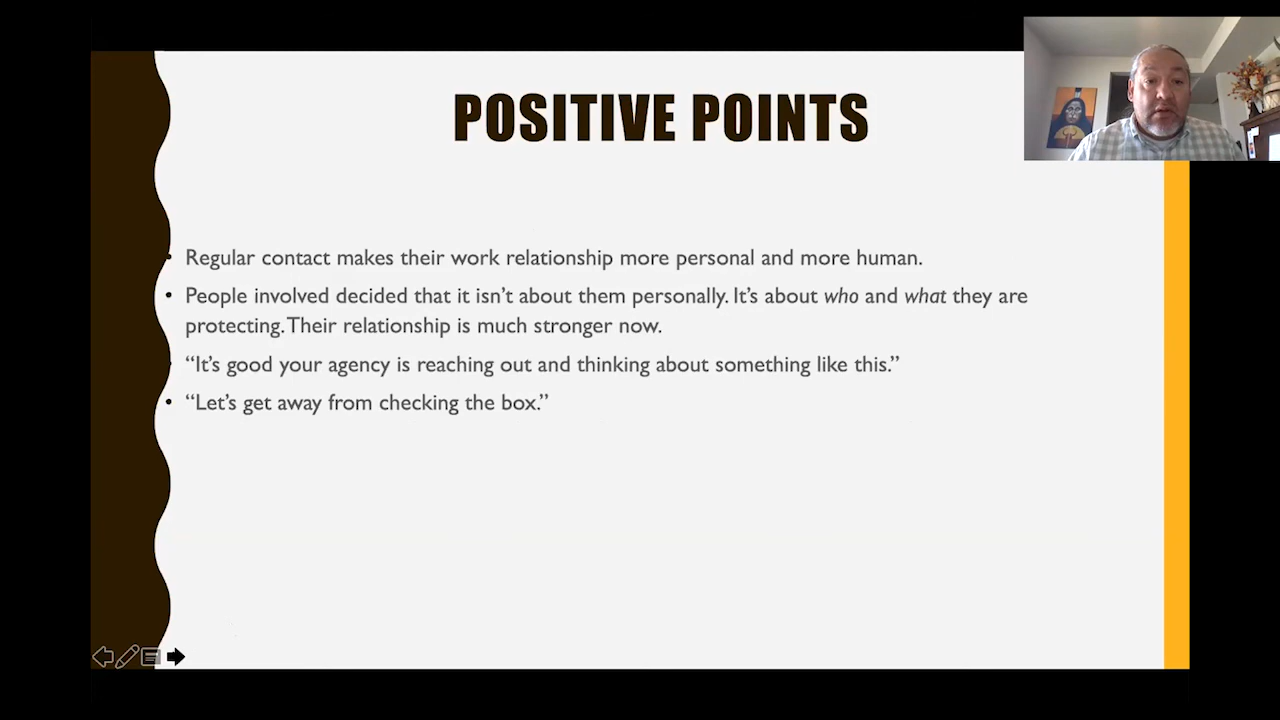 POSITIVE POINTS
• Regular contact makes their work relationship more personal and more human.
• People involved decided that it isn’t about them personally. It’s about who and what they are
protecting. Their relationship is much stronger now.
• “It’s good your agency is reaching out and thinking about something like this.”
• “Let’s get away from checking the box.”